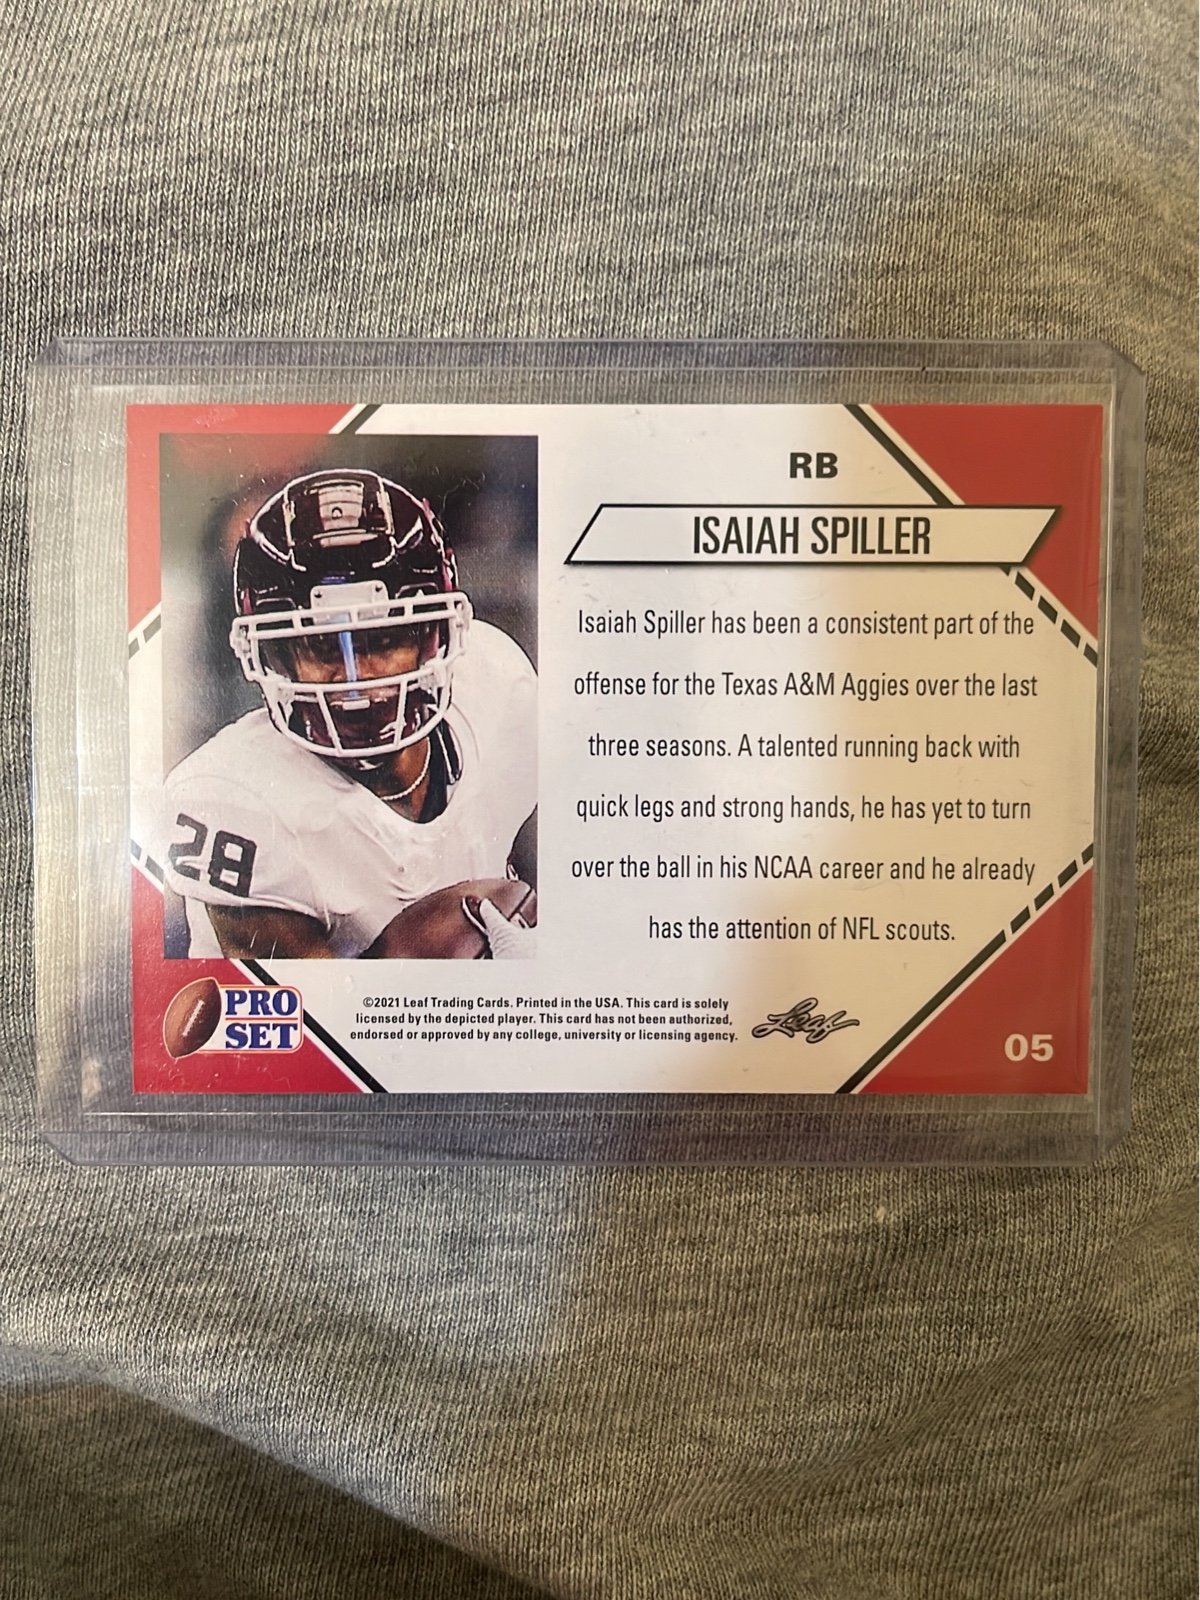 RB
ISAIAH SPILLER
Isaiah Spiller has been a consistent part of the
offense for the Texas A&M Aggies over the last
three seasons. A talented running back with
quick legs and strong hands, he has yet to turn
over the ball in his NCAA career and he already
has the attention of NFL scouts.
28
PRO
SET
©2021 Leaf Trading Cards. Printed in the USA. This card is solely
licensed by the depicted player. This card has not been authorized,
endorsed or approved by any college, university or licensing agency.
Leaf
05